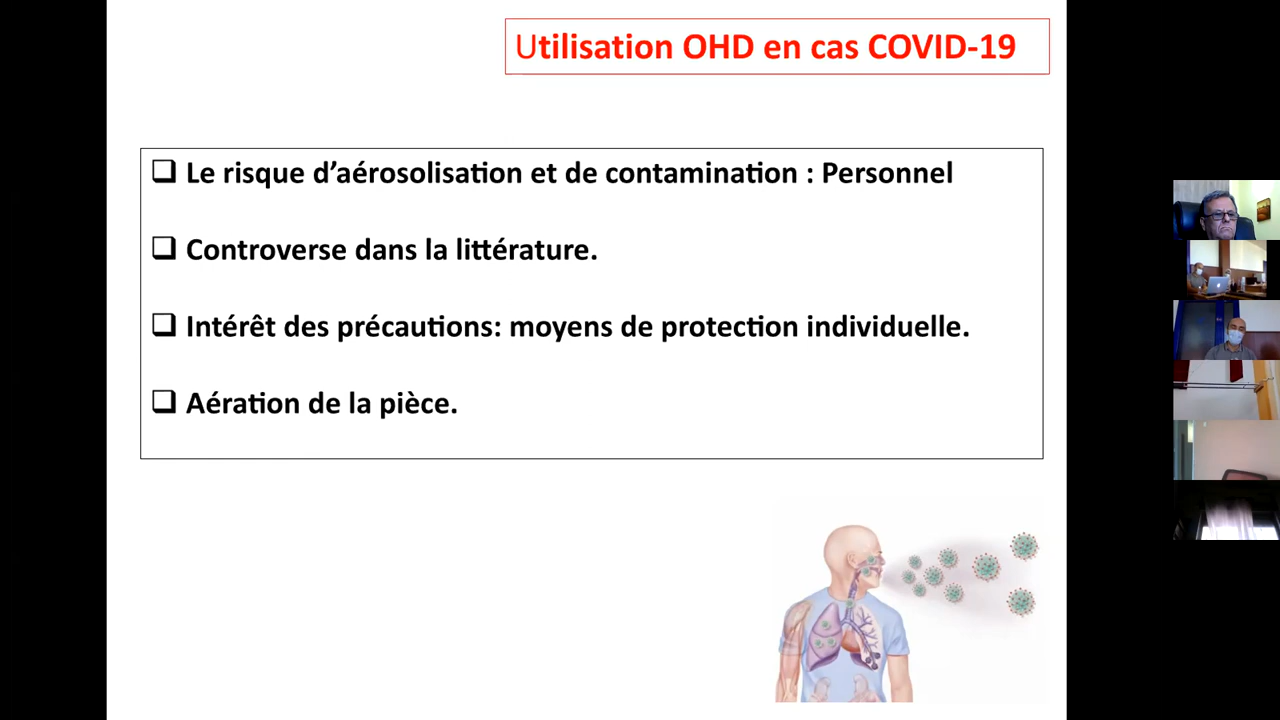 Utilisation OHD en cas COVID-19
❑ Le risque d’aérosolisation et de contamination : Personnel
❑ Controverse dans la littérature.
❑ Intérêt des précautions: moyens de protection individuelle.
❑ Aération de la pièce.